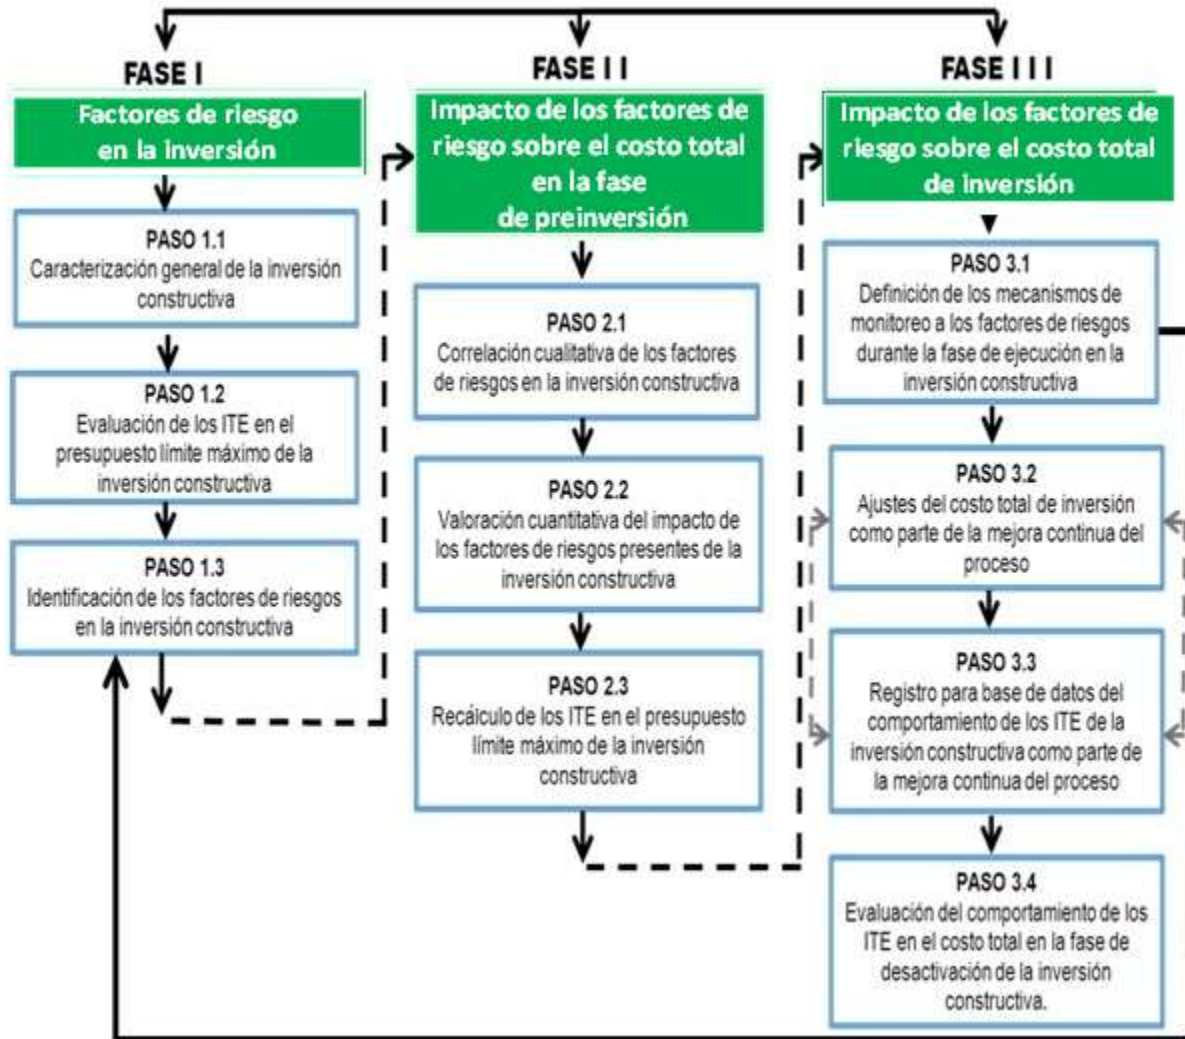 FASE I
Factores de riesgo
en la inversión
PASO 1.1
Caracterización general de la inversión
constructiva
PASO 1.2
Evaluación de los ITE en el
presupuesto límite máximo de la
inversión constructiva
PASO 1.3
Identificación de los factores de riesgos
en la inversión constructiva
FASE I I
Impacto de los factores de
riesgo sobre el costo total
en la fase
de preinversión
PASO 2.1
Correlación cualitativa de los factores
de riesgos en la inversión constructiva
PASO 2.2
Valoración cuantitativa del impacto de
los factores de riesgos presentes de la
inversión constructiva
PASO 2.3
Recálculo de los ITE en el presupuesto
límite máximo de la inversión
constructiva
FASE I I I
Impacto de los factores de
riesgo sobre el costo total
de inversión
PASO 3.1
Definición de los mecanismos de
monitoreo a los factores de riesgos
durante la fase de ejecución en la
inversión constructiva
PASO 3.2
Ajustes del costo total de inversión
como parte de la mejora continua del
proceso
PASO 3.3
Registro para base de datos del
comportamiento de los ITE de la
inversión constructiva como parte de
la mejora continua del proceso
PASO 3.4
Evaluación del comportamiento de los
ITE en el costo total en la fase de
desactivación de la inversión
constructiva.